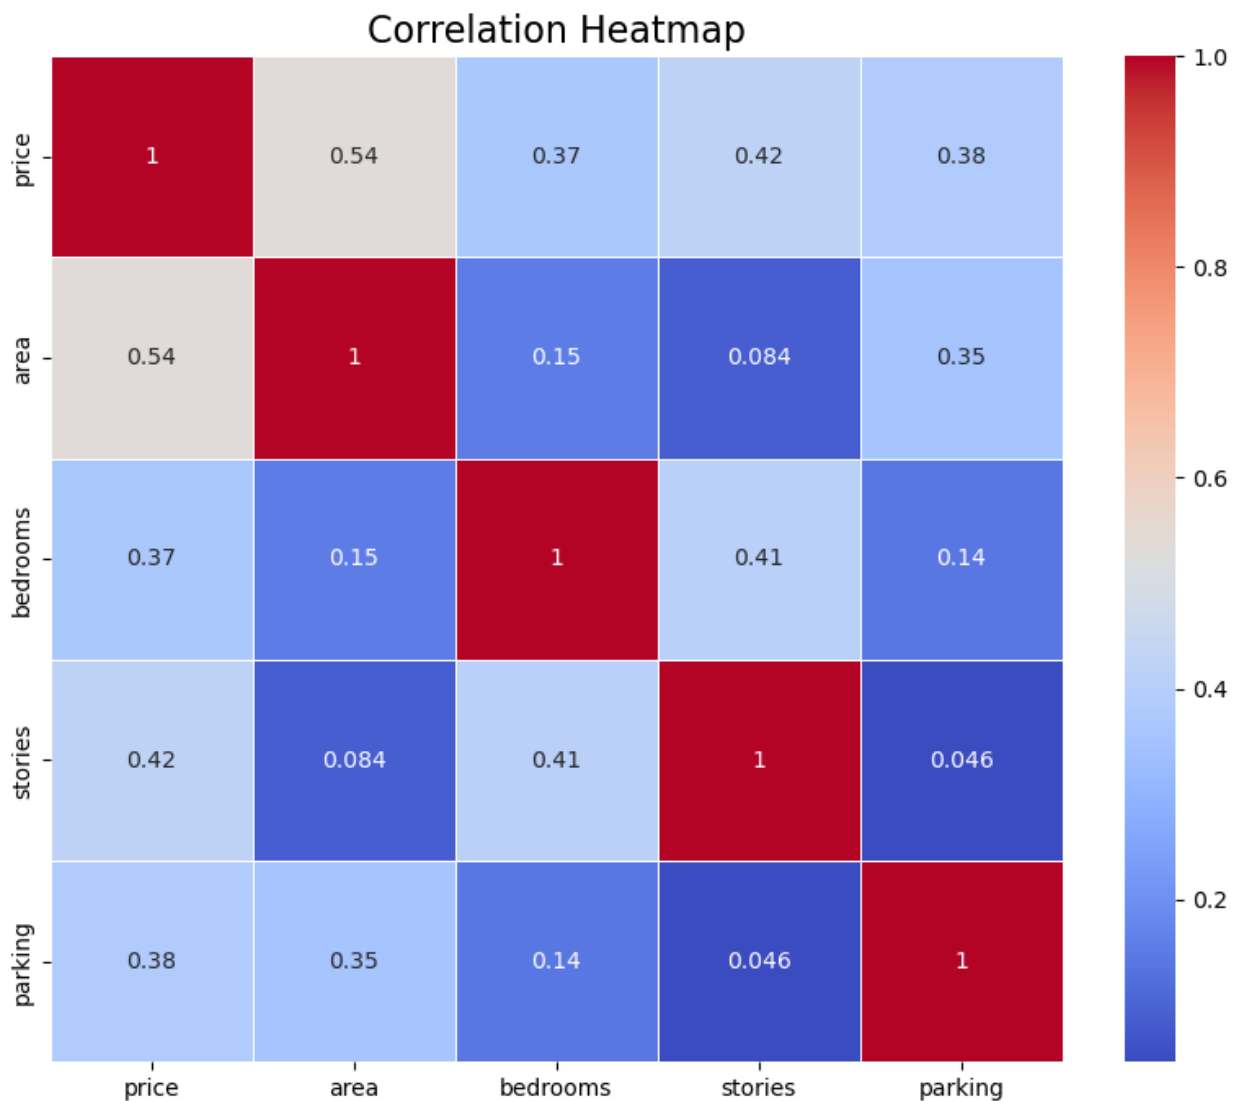 Correlation Heatmap
price 1 0.54 0.37 0.42 0.38
area 0.54 1 0.15 0.084 0.35
bedrooms 0.37 0.15 1 0.41 0.14
stories 0.42 0.084 0.41 1 0.046
parking 0.38 0.35 0.14 0.046 1
price area bedrooms stories parking
1.0
0.8
0.6
0.4
0.2